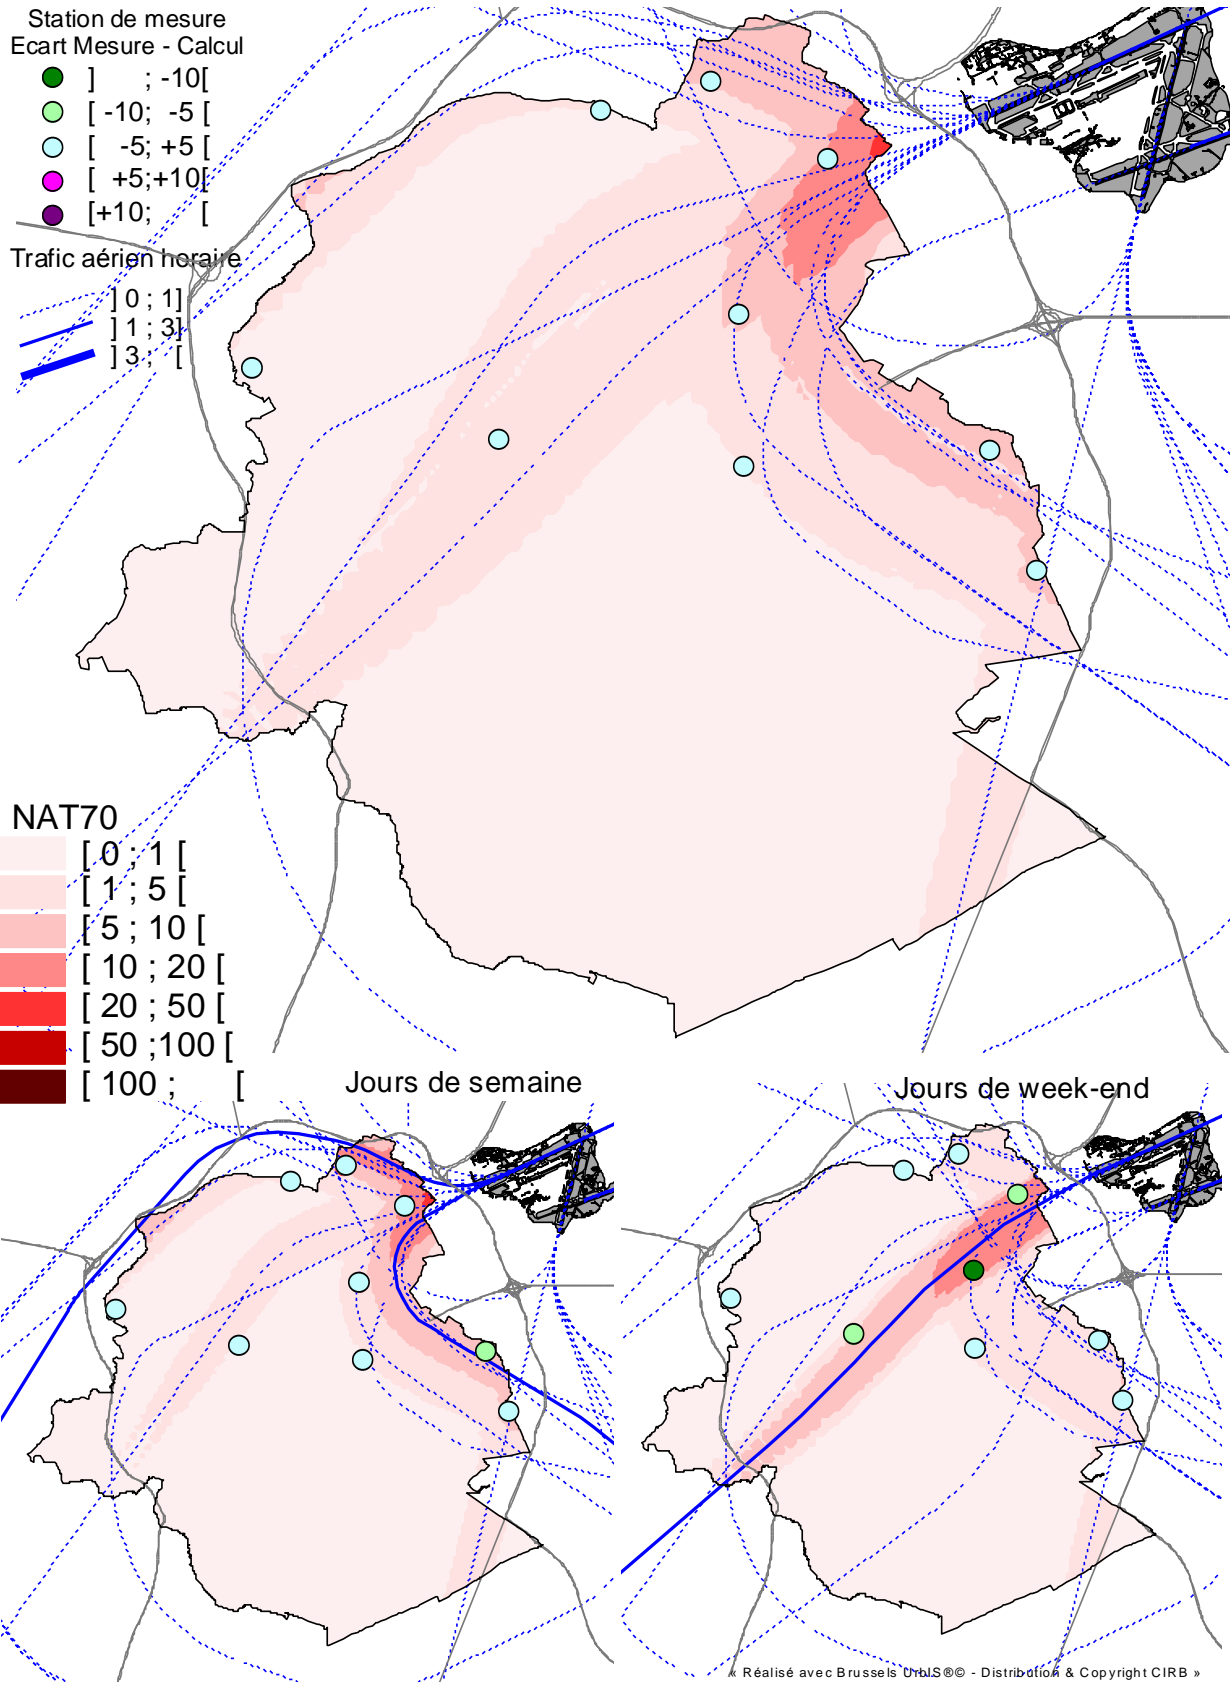 Station de mesure
Ecart Mesure - Calcul
] ; -10[
[ -10; -5 [
[ -5; +5 [
[ +5;+10[
[+10; [
Trafic aérien horaire
] 0 ; 1]
] 1 ; 3]
] 3 ; [
NAT70
[ 0 ; 1 [
[ 1 ; 5 [
[ 5 ; 10 [
[ 10 ; 20 [
[ 20 ; 50 [
[ 50 ;100 [
[ 100 ; [
Jours de semaine
Jours de week-end
« Réalisé avec Brussels UrbIS®© - Distribution & Copyright CIRB »